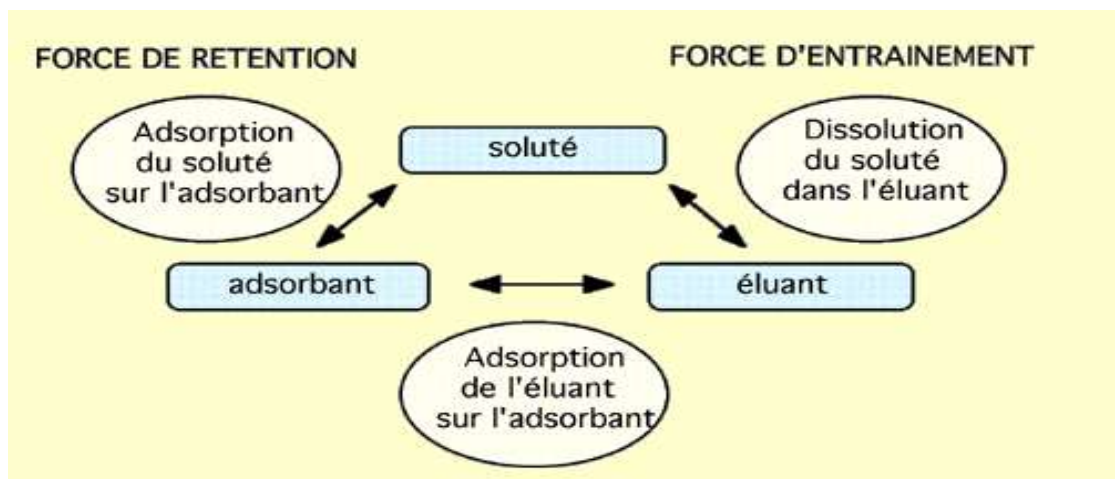 FORCE DE RETENTION
FORCE D'ENTRAINEMENT
Adsorption
du soluté
sur l'adsorbant
soluté
Dissolution
du soluté
dans l'éluant
adsorbant
éluant
Adsorption
de l'éluant
sur l'adsorbant